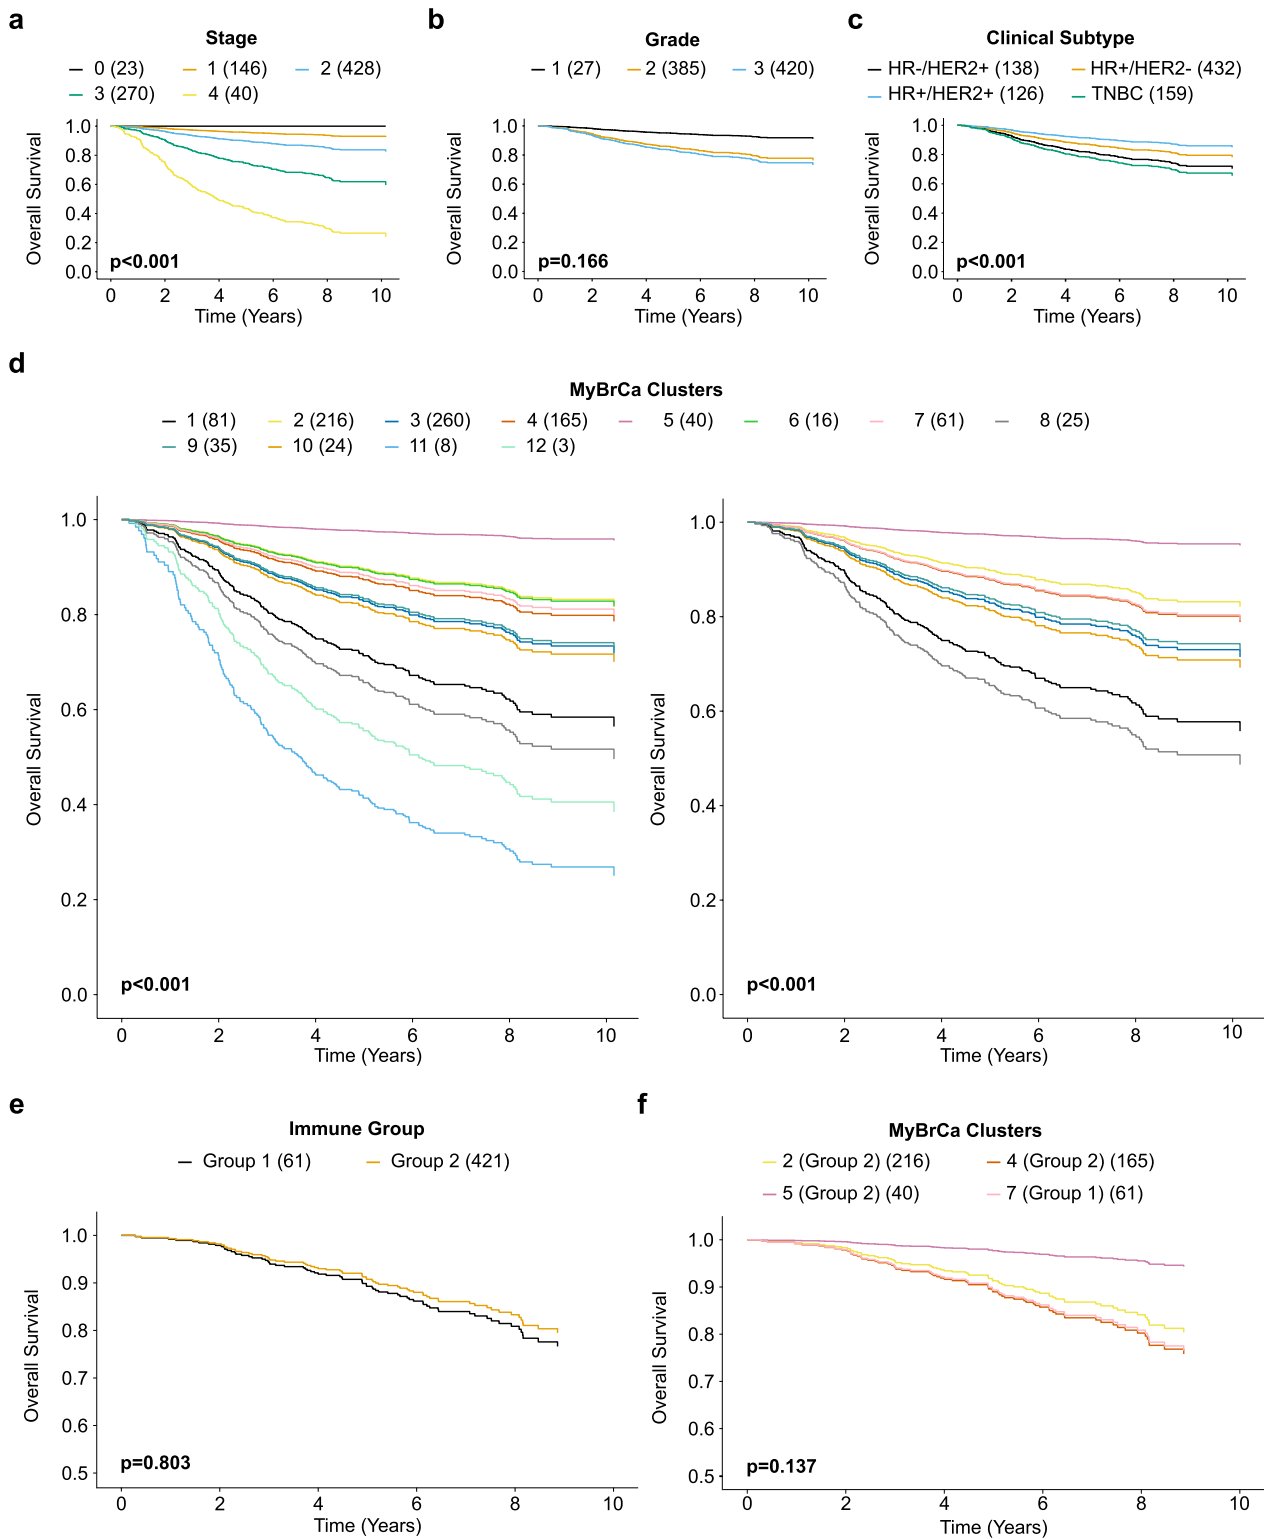 a
Stage
0 (23) 1 (146) 2 (428)
3 (270) 4 (40)
1.0
0.8
0.6
0.4
0.2
0.0
Overall Survival
p<0.001
0 2 4 6 8 10
Time (Years)
b
Grade
1 (27) 2 (385) 3 (420)
1.0
0.8
0.6
0.4
0.2
0.0
Overall Survival
p=0.166
0 2 4 6 8 10
Time (Years)
c
Clinical Subtype
HR-/HER2+ (138) HR+/HER2- (432)
HR+/HER2+ (126) TNBC (159)
1.0
0.8
0.6
0.4
0.2
0.0
Overall Survival
p<0.001
0 2 4 6 8 10
Time (Years)
d
MyBrCa Clusters
1 (81) 2 (216) 3 (260) 4 (165) 5 (40) 6 (16) 7 (61) 8 (25)
9 (35) 10 (24) 11 (8) 12 (3)
1.0
0.8
0.6
0.4
0.2
0.0
Overall Survival
p<0.001
0 2 4 6 8 10
Time (Years)
1.0
0.8
0.6
0.4
0.2
0.0
Overall Survival
p<0.001
0 2 4 6 8 10
Time (Years)
e
Immune Group
Group 1 (61) Group 2 (421)
1.0
0.9
0.8
0.7
0.6
0.5
Overall Survival
p=0.803
0 2 4 6 8 10
Time (Years)
f
MyBrCa Clusters
2 (Group 2) (216) 4 (Group 2) (165)
5 (Group 2) (40) 7 (Group 1) (61)
1.0
0.9
0.8
0.7
0.6
0.5
Overall Survival
p=0.137
0 2 4 6 8 10
Time (Years)